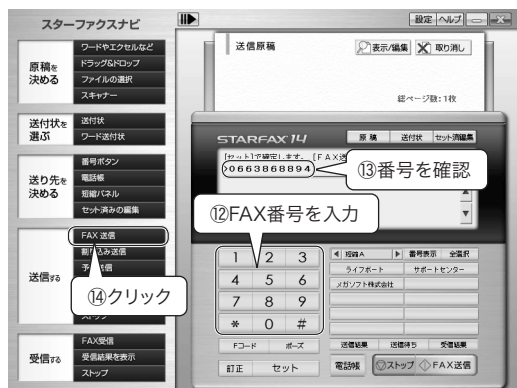 スターファクスナビ
設定 ヘルプ
原稿を
決める
ワードやエクセルなど
ドラッグ&ドロップ
ファイルの選択
スキャナー
送付状を
選ぶ
送付状
ワード送付状
送り先を
決める
番号ボタン
電話帳
短縮パネル
セット済みの編集
送信する
FAX 送信
割り込み送信
⑭クリック
ストップ
受信する
FAX受信
受信結果を表示
ストップ
送信原稿
表示/編集 取り消し
総ページ数:1枚
STARFAX 14
原 稿 送付状 セット済編集
[セット]で確定します。 [FAX送
>0663868894
⑬番号を確認
⑫FAX番号を入力
1 2 3
4 5 6
7 8 9
* 0 #
Fコード ポーズ
訂正 セット
短縮A 番号表示 全選択
ライフボート サポートセンター
メガソフト株式会社
送信結果 送信待ち 受信結果
電話帳 ストップ FAX送信